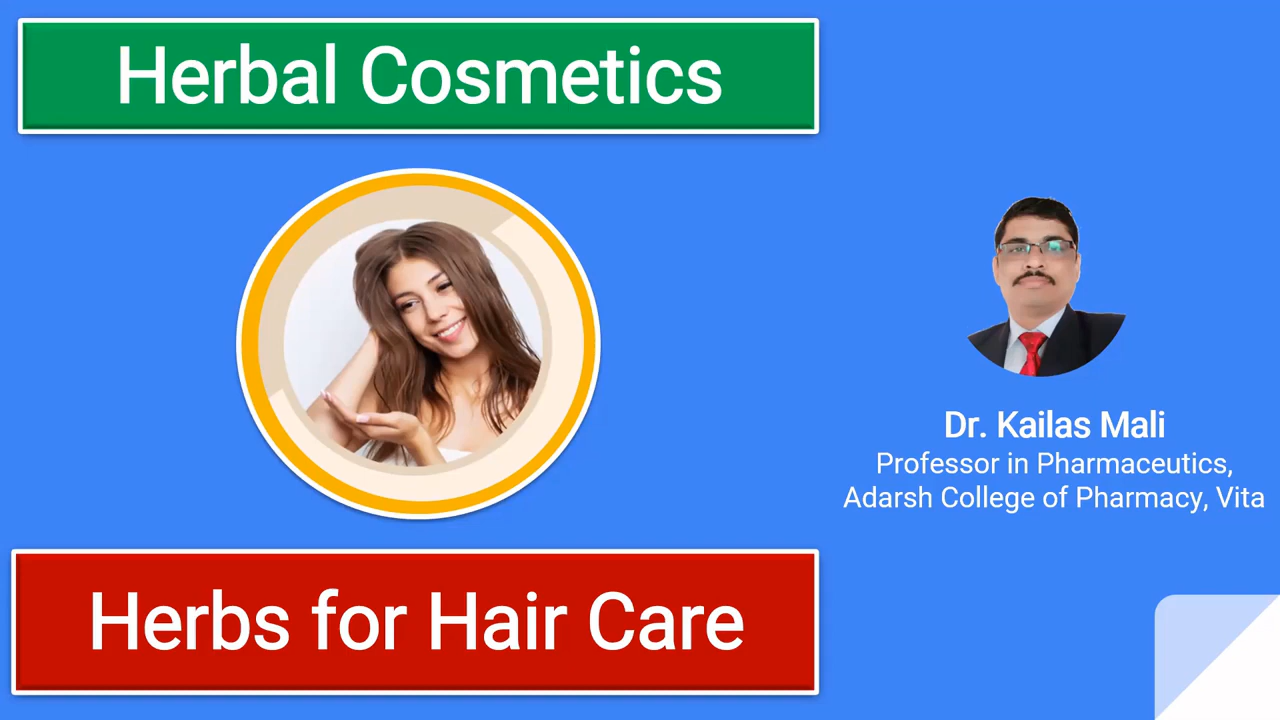 Herbal Cosmetics
Dr. Kailas Mali
Professor in Pharmaceutics,
Adarsh College of Pharmacy, Vita
Herbs for Hair Care